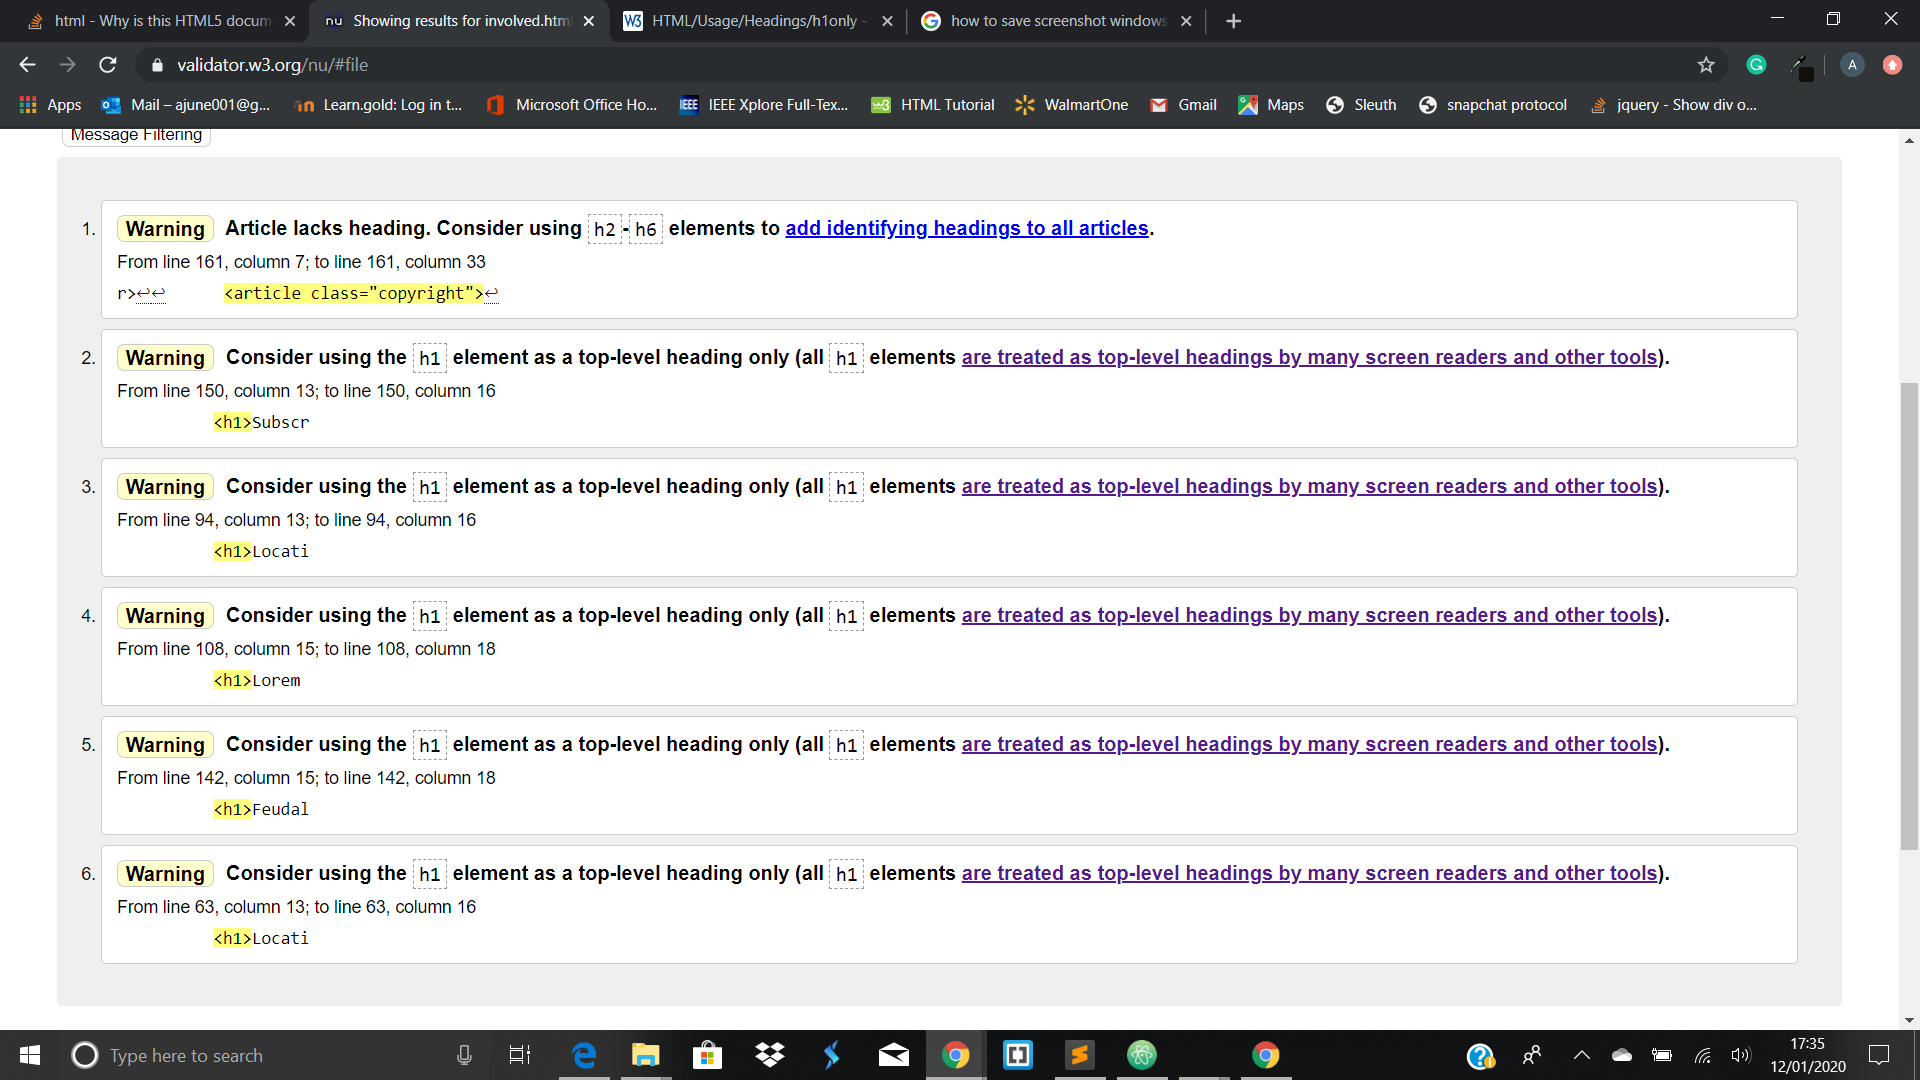 html - Why is this HTML5 docum
nu Showing results for involved.html
W3 HTML/Usage/Headings/h1only -
how to save screenshot windows
validator.w3.org/nu/#file
A
Apps
Mail – ajune001@g...
Learn.gold: Log in t...
Microsoft Office Ho...
IEEE IEEE Xplore Full-Tex...
w3 HTML Tutorial
WalmartOne
Gmail
Maps
Sleuth
snapchat protocol
jquery - Show div o...
Message Filtering
1. Warning Article lacks heading. Consider using h2-h6 elements to add identifying headings to all articles.
From line 161, column 7; to line 161, column 33
r>↩↩ <article class="copyright">↩
2. Warning Consider using the h1 element as a top-level heading only (all h1 elements are treated as top-level headings by many screen readers and other tools).
From line 150, column 13; to line 150, column 16
<h1>Subscr
3. Warning Consider using the h1 element as a top-level heading only (all h1 elements are treated as top-level headings by many screen readers and other tools).
From line 94, column 13; to line 94, column 16
<h1>Locati
4. Warning Consider using the h1 element as a top-level heading only (all h1 elements are treated as top-level headings by many screen readers and other tools).
From line 108, column 15; to line 108, column 18
<h1>Lorem
5. Warning Consider using the h1 element as a top-level heading only (all h1 elements are treated as top-level headings by many screen readers and other tools).
From line 142, column 15; to line 142, column 18
<h1>Feudal
6. Warning Consider using the h1 element as a top-level heading only (all h1 elements are treated as top-level headings by many screen readers and other tools).
From line 63, column 13; to line 63, column 16
<h1>Locati
Type here to search
17:35
12/01/2020